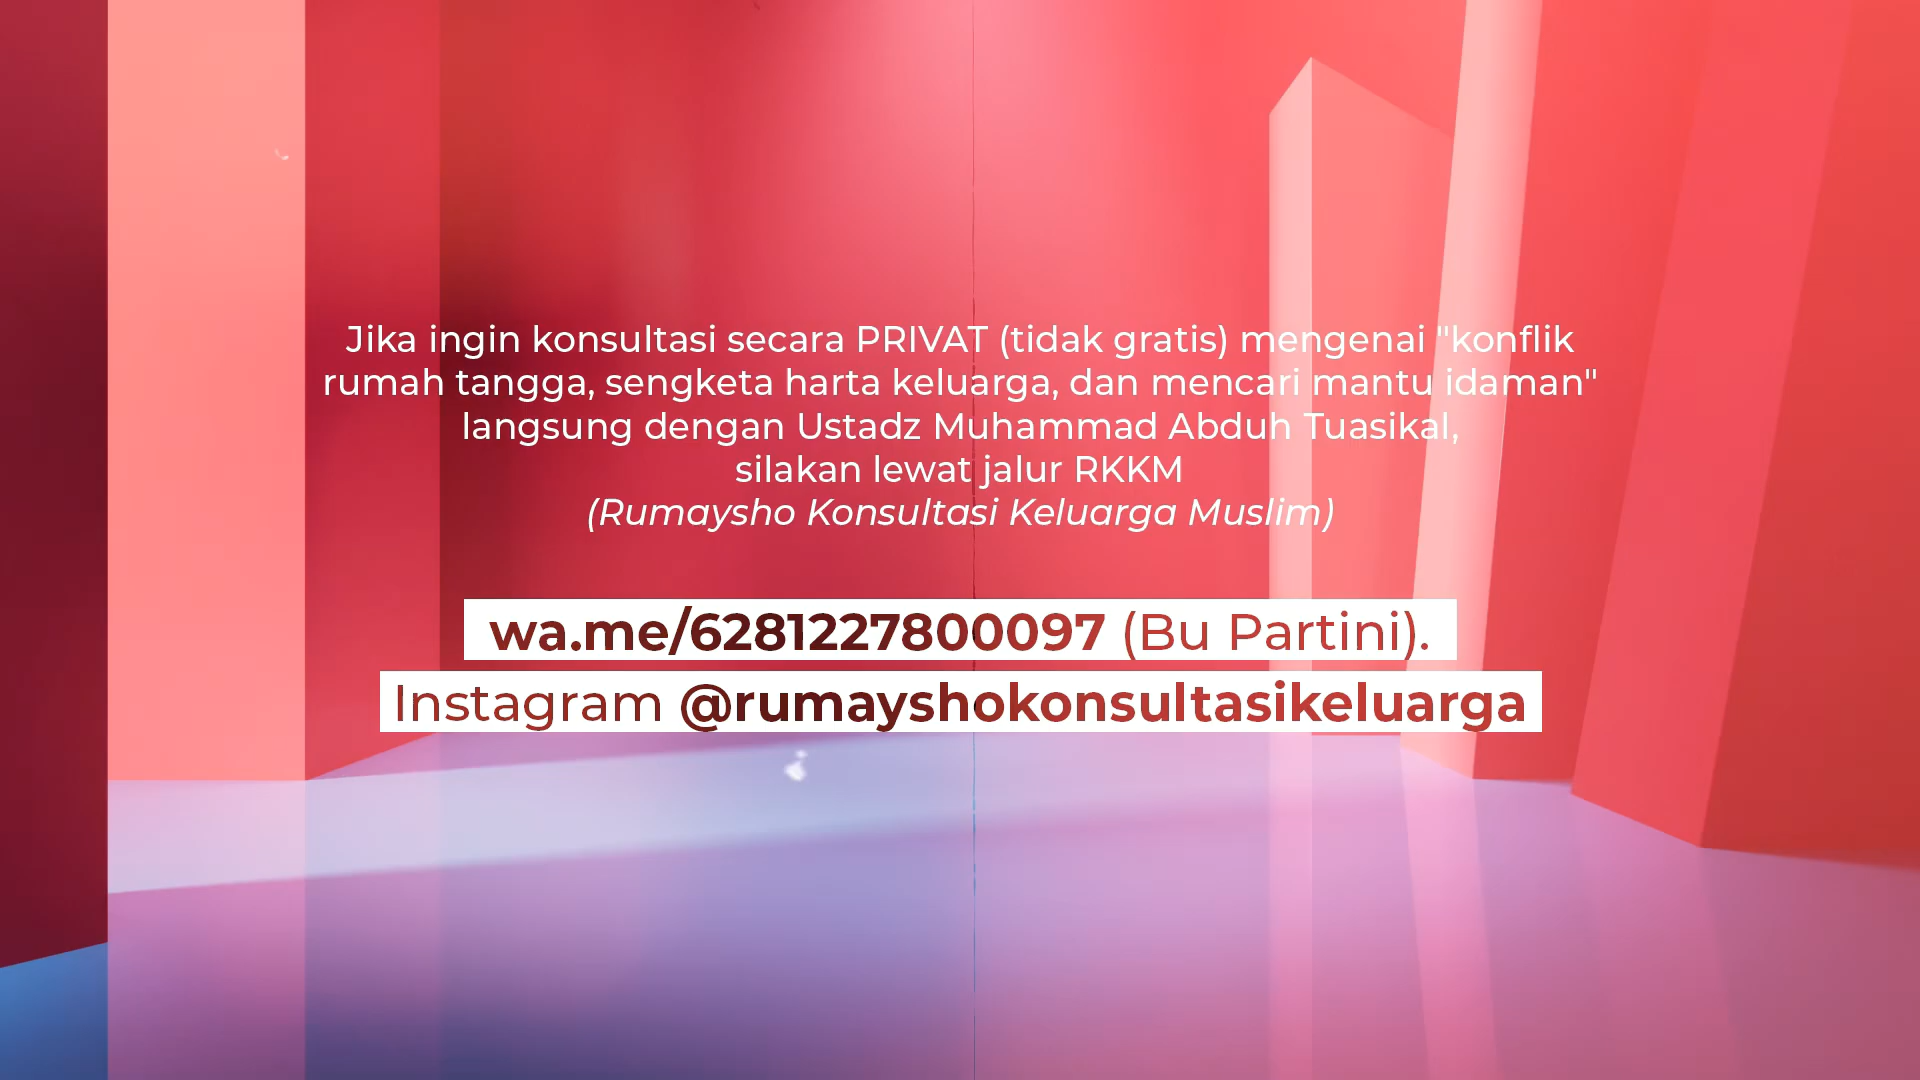 Jika ingin konsultasi secara PRIVAT (tidak gratis) mengenai "konflik
rumah tangga, sengketa harta keluarga, dan mencari mantu idaman"
langsung dengan Ustadz Muhammad Abduh Tuasikal,
silakan lewat jalur RKKM
(Rumaysho Konsultasi Keluarga Muslim)
wa.me/6281227800097 (Bu Partini).
Instagram @rumayshokonsultasikeluarga